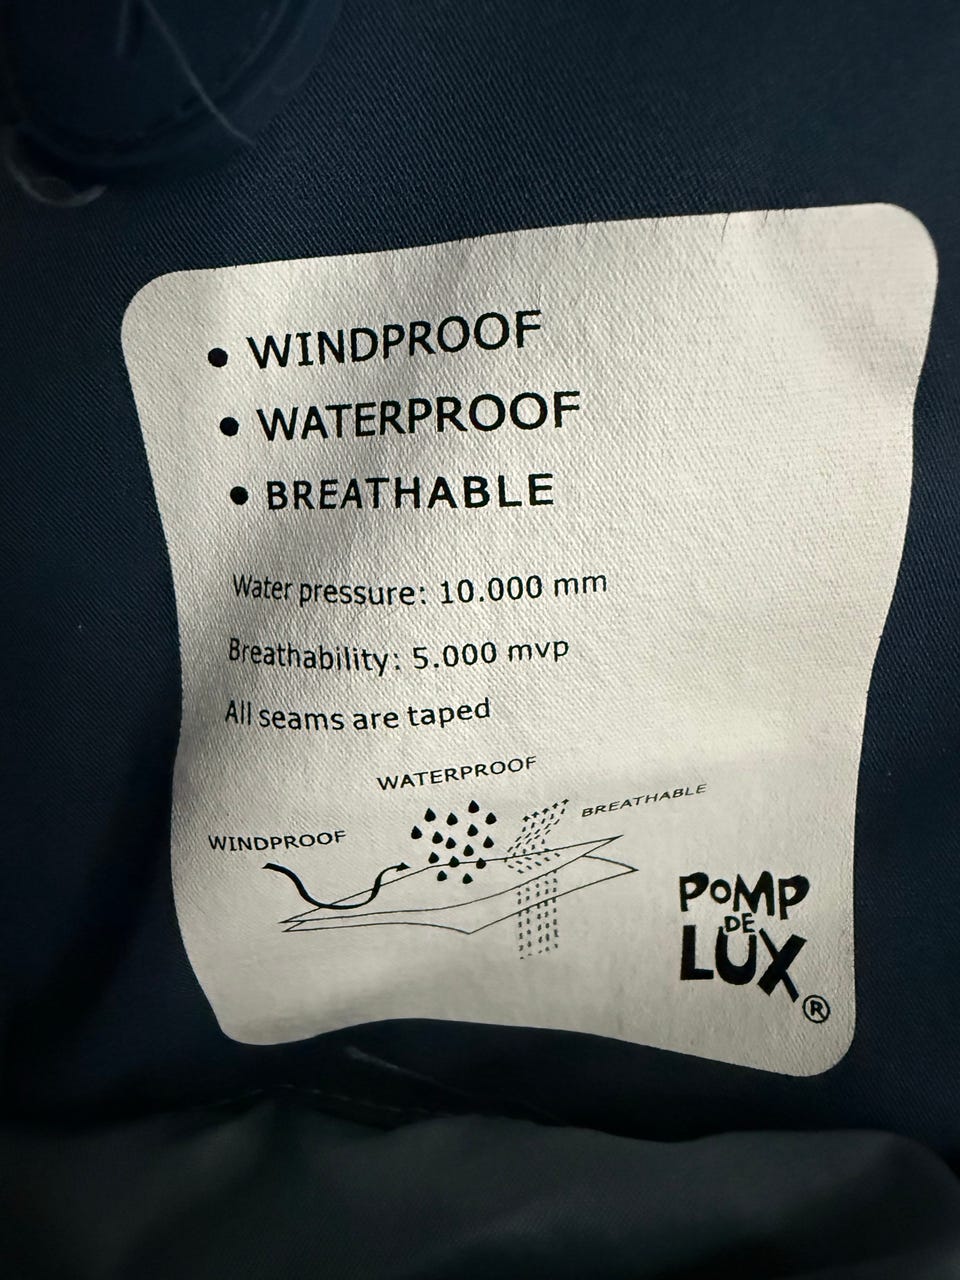 • WINDPROOF
• WATERPROOF
• BREATHABLE
Water pressure: 10.000 mm
Breathability: 5.000 mvp
All seams are taped
WATERPROOF
BREATHABLE
WINDPROOF
POMP
DE
LUX
®